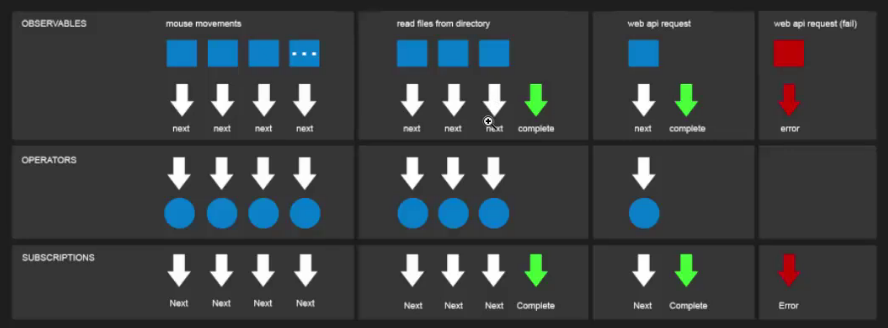 OBSERVABLES mouse movements read files from directory web api request web api request (fail)
next next next next next next next complete next complete error
OPERATORS
SUBSCRIPTIONS
Next Next Next Next Next Next Next Complete Next Complete Error